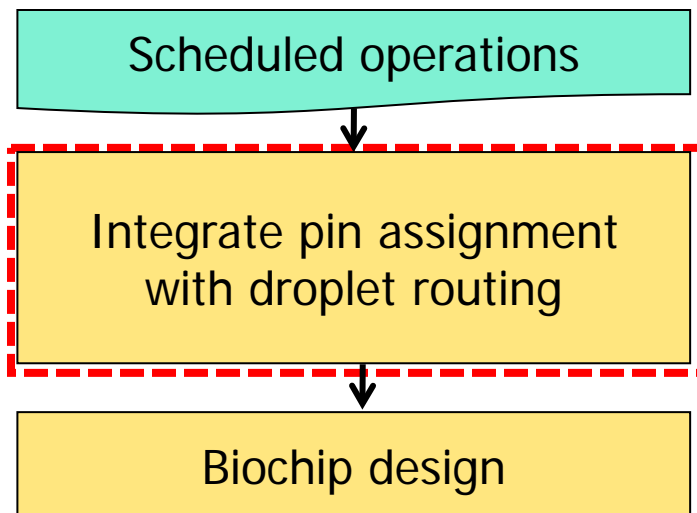 Scheduled operations
Integrate pin assignment
with droplet routing
Biochip design